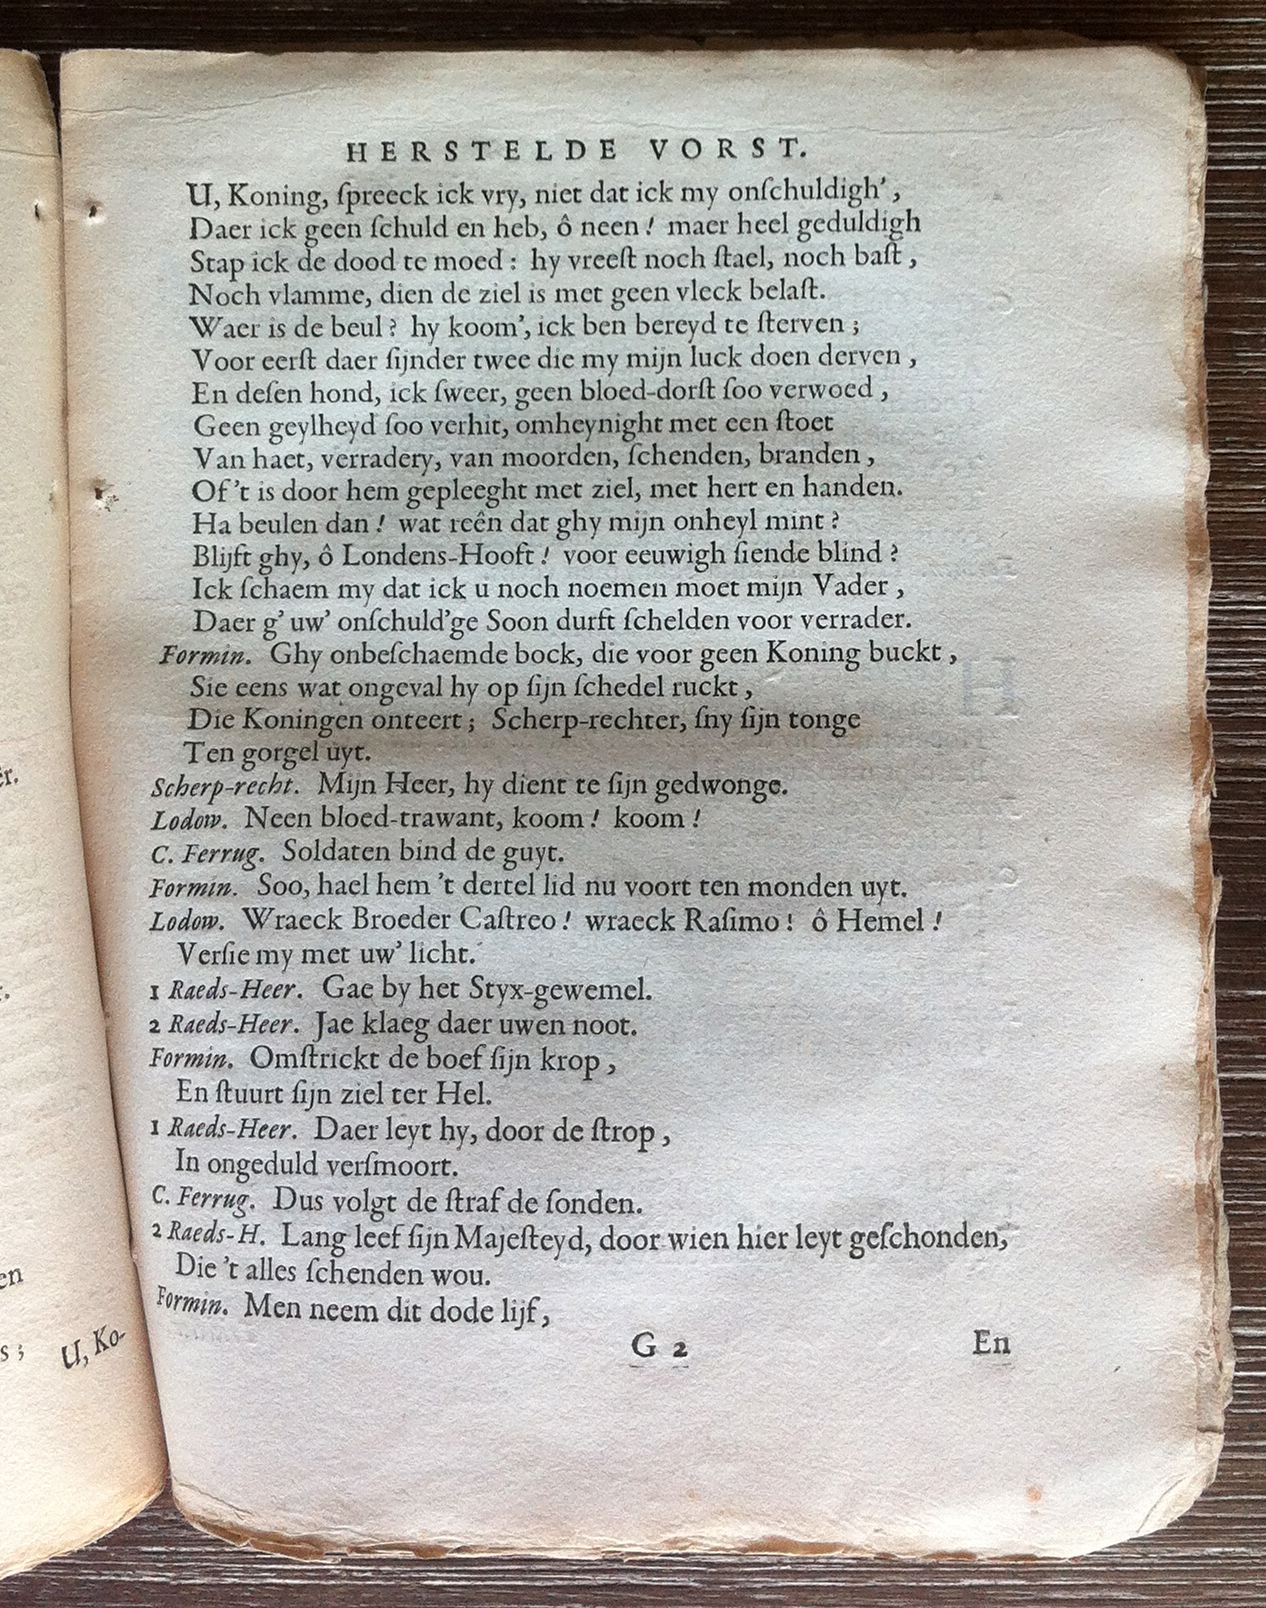 HERSTELDE VORST.
U, Koning, ſpreeck ick vry, niet dat ick my onſchuldigh',
Daer ick geen ſchuld en heb, ô neen! maer heel geduldigh
Stap ick de dood te moed: hy vreeſt noch ſtael, noch baſt,
Noch vlamme, dien de ziel is met geen vleck belaſt.
Waer is de beul? hy koom', ick ben bereyd te ſterven;
Voor eerſt daer ſijnder twee die my mijn luck doen derven,
En deſen hond, ick ſweer, geen bloed-dorſt ſoo verwoed,
Geen geylheyd ſoo verhit, omheynight met een ſtoet
Van haet, verradery, van moorden, ſchenden, branden,
Of 't is door hem gepleeght met ziel, met hert en handen.
Ha beulen dan! wat reên dat ghy mijn onheyl mint?
Blijft ghy, ô Londens-Hooft! voor eeuwigh ſiende blind?
Ick ſchaem my dat ick u noch noemen moet mijn Vader,
Daer g' uw' onſchuld'ge Soon durft ſchelden voor verrader.
Formin. Ghy onbeſchaemde bock, die voor geen Koning buckt,
Sie eens wat ongeval hy op ſijn ſchedel ruckt,
Die Koningen onteert; Scherp-rechter, ſny ſijn tonge
Ten gorgel uyt.
Scherp-recht. Mijn Heer, hy dient te ſijn gedwonge.
Lodow. Neen bloed-trawant, koom! koom!
C. Ferrug. Soldaten bind de guyt.
Formin. Soo, hael hem 't dertel lid nu voort ten monden uyt.
Lodow. Wraeck Broeder Caſtreo! wraeck Raſimo! ô Hemel!
Verſie my met uw' licht.
1 Raeds-Heer. Gae by het Styx-gewemel.
2 Raeds-Heer. Jae klaeg daer uwen noot.
Formin. Omſtrickt de boef ſijn krop,
En ſtuurt ſijn ziel ter Hel.
1 Raeds-Heer. Daer leyt hy, door de ſtrop,
In ongeduld verſmoort.
C. Ferrug. Dus volgt de ſtraf de ſonden.
2 Raeds-H. Lang leef ſijn Majeſteyd, door wien hier leyt geſchonden,
Die 't alles ſchenden wou.
Formin. Men neem dit dode lijf,
G 2 En
U, Ko-